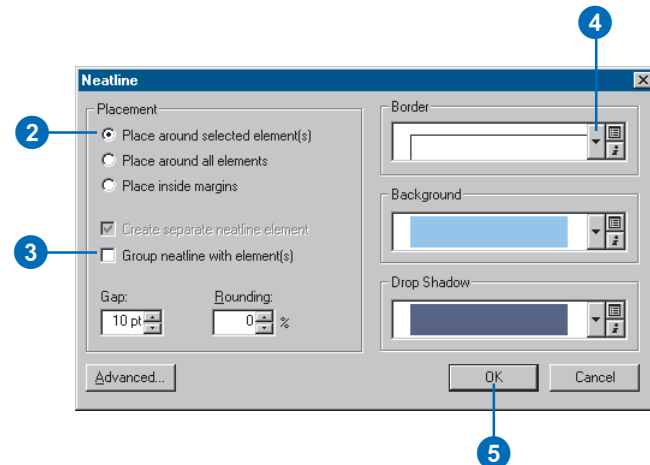 4
Neatline
Placement
2
Place around selected element(s)
Place around all elements
Place inside margins
Create separate neatline element
3
Group neatline with element(s)
Gap:
Rounding:
10 pt
0 %
Border
Background
Drop Shadow
Advanced...
OK
Cancel
5